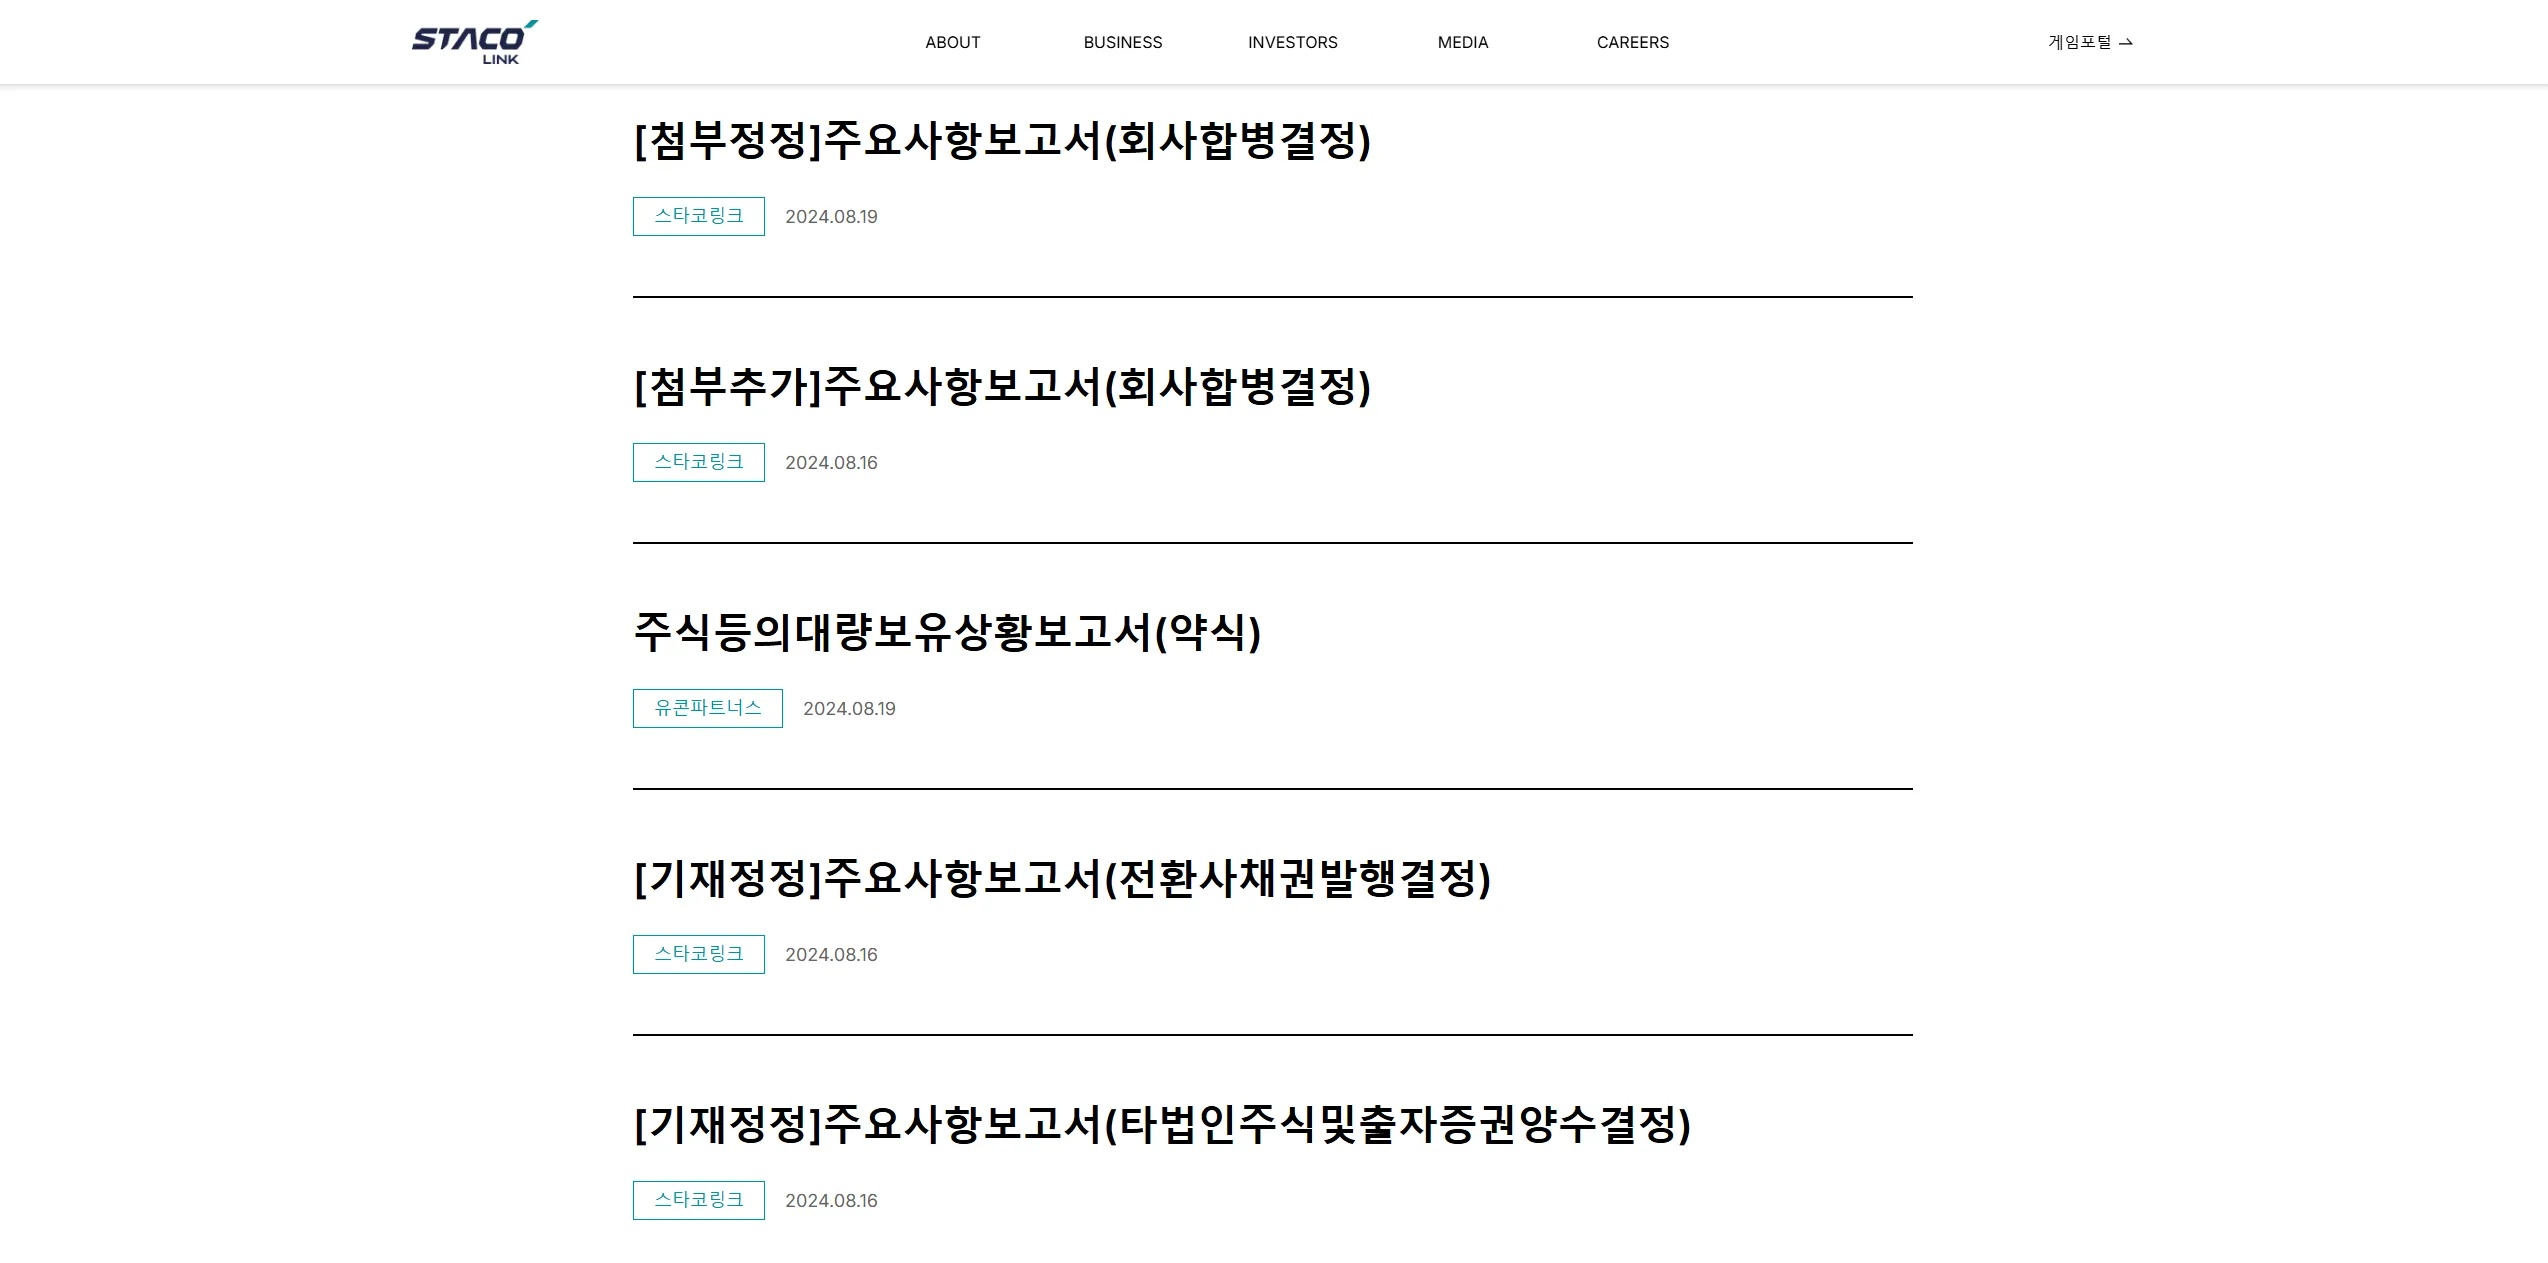 STACO
LINK
ABOUT
BUSINESS
INVESTORS
MEDIA
CAREERS
게임포털
[첨부정정]주요사항보고서(회사합병결정)
스타코링크 2024.08.19
[첨부추가]주요사항보고서(회사합병결정)
스타코링크 2024.08.16
주식등의대량보유상황보고서(약식)
유콘파트너스 2024.08.19
[기재정정]주요사항보고서(전환사채권발행결정)
스타코링크 2024.08.16
[기재정정]주요사항보고서(타법인주식및출자증권양수결정)
스타코링크 2024.08.16